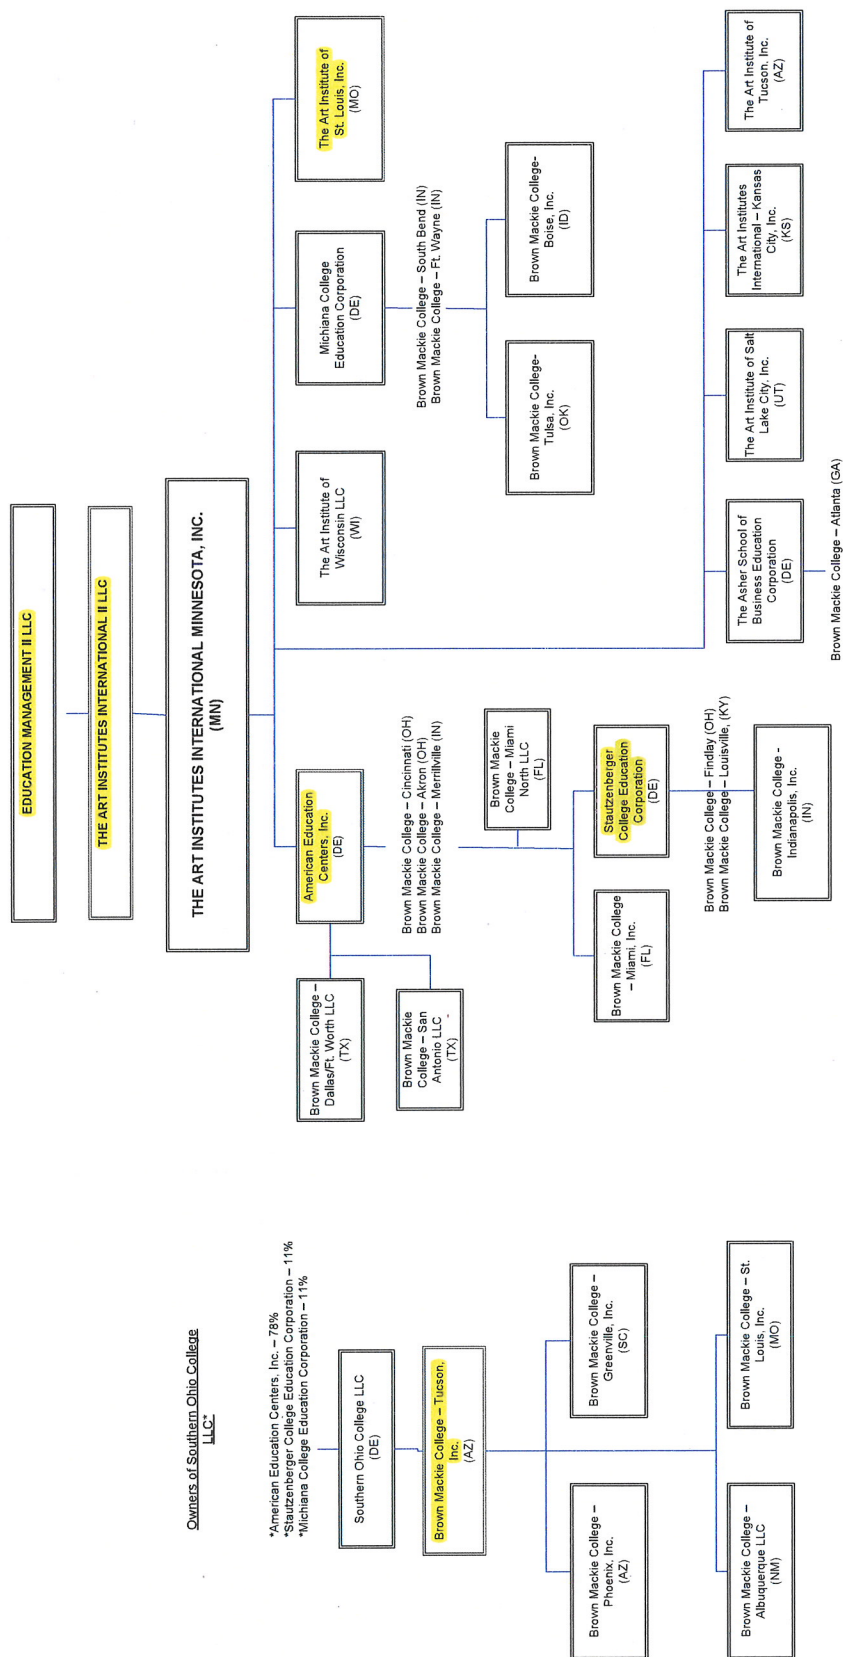 EDUCATION MANAGEMENT II LLC
THE ART INSTITUTES INTERNATIONAL II LLC
THE ART INSTITUTES INTERNATIONAL MINNESOTA, INC.
(MN)
American Education
Centers, Inc.
(DE)
The Art Institute of
Wisconsin LLC
(WI)
Michiana College
Education Corporation
(DE)
The Art Institute of
St. Louis, Inc.
(MO)
Brown Mackie College –
Dallas/Ft. Worth LLC
(TX)
Brown Mackie
College – San
Antonio LLC
(TX)
Brown Mackie College – Cincinnati (OH)
Brown Mackie College – Akron (OH)
Brown Mackie College – Merrillville (IN)
Brown Mackie
College – Miami
North LLC
(FL)
Brown Mackie College
– Miami, Inc.
(FL)
Stautzenberger
College Education
Corporation
(DE)
Brown Mackie College – Findlay (OH)
Brown Mackie College – Louisville, (KY)
Brown Mackie College -
Indianapolis, Inc.
(IN)
Brown Mackie College – South Bend (IN)
Brown Mackie College – Ft. Wayne (IN)
Brown Mackie College-
Tulsa, Inc.
(OK)
Brown Mackie College-
Boise, Inc.
(ID)
The Asher School of
Business Education
Corporation
(DE)
Brown Mackie College – Atlanta (GA)
The Art Institute of Salt
Lake City, Inc.
(UT)
The Art Institutes
International – Kansas
City, Inc.
(KS)
The Art Institute of
Tucson, Inc.
(AZ)
Owners of Southern Ohio College
LLC*
*American Education Centers, Inc. – 78%
*Stautzenberger College Education Corporation – 11%
*Michiana College Education Corporation – 11%
Southern Ohio College LLC
(DE)
Brown Mackie College – Tucson,
Inc.
(AZ)
Brown Mackie College –
Phoenix, Inc.
(AZ)
Brown Mackie College –
Greenville, Inc.
(SC)
Brown Mackie College –
Albuquerque LLC
(NM)
Brown Mackie College – St.
Louis, Inc.
(MO)